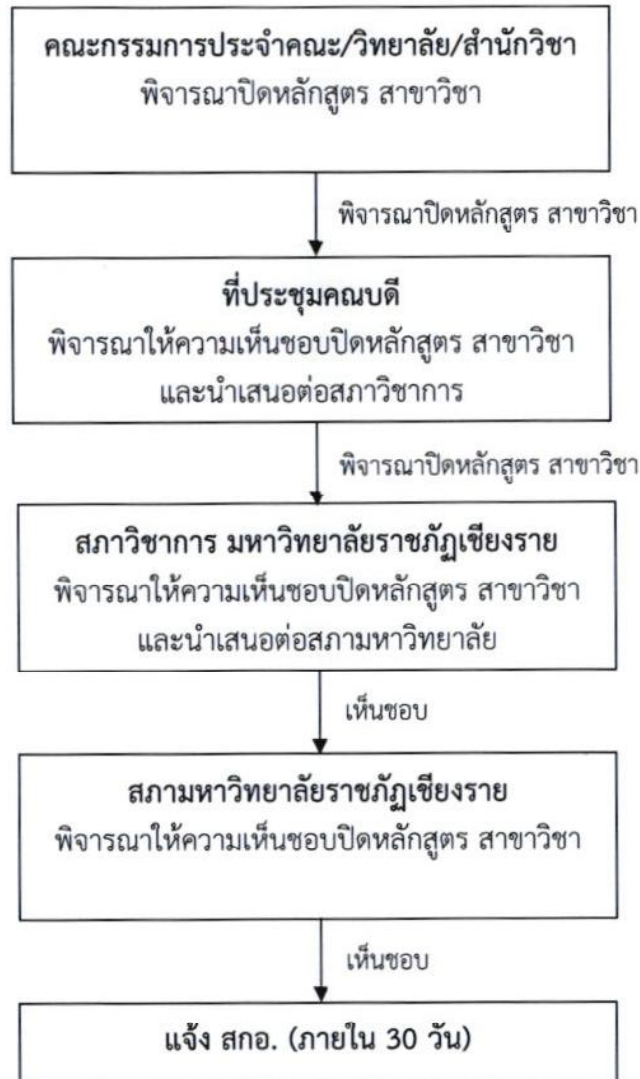 คณะกรรมการประจำคณะ/วิทยาลัย/สำนักวิชา
พิจารณาปิดหลักสูตร สาขาวิชา
พิจารณาปิดหลักสูตร สาขาวิชา
ที่ประชุมคณบดี
พิจารณาให้ความเห็นชอบปิดหลักสูตร สาขาวิชา
และนำเสนอต่อสภาวิชาการ
พิจารณาปิดหลักสูตร สาขาวิชา
สภาวิชาการ มหาวิทยาลัยราชภัฏเชียงราย
พิจารณาให้ความเห็นชอบปิดหลักสูตร สาขาวิชา
และนำเสนอต่อสภามหาวิทยาลัย
เห็นชอบ
สภามหาวิทยาลัยราชภัฏเชียงราย
พิจารณาให้ความเห็นชอบปิดหลักสูตร สาขาวิชา
เห็นชอบ
แจ้ง สกอ. (ภายใน 30 วัน)